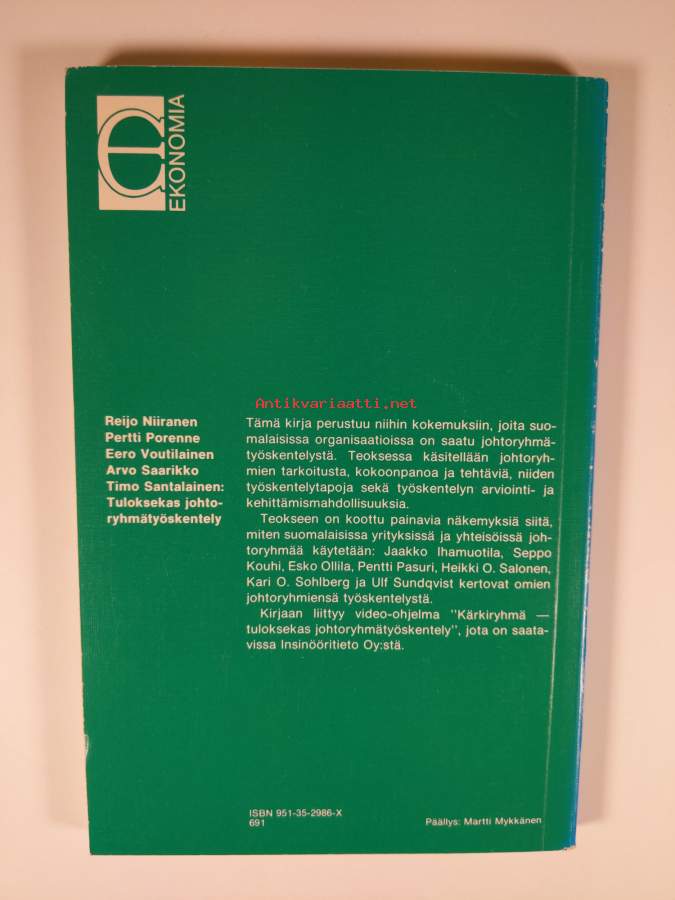 EKONOMIA
Antikvariaatti.net
Reijo Niiranen
Pertti Porenne
Eero Voutilainen
Arvo Saarikko
Timo Santalainen:
Tuloksekas johto-
ryhmätyöskentely
Tämä kirja perustuu niihin kokemuksiin, joita suo-
malaisissa organisaatioissa on saatu johtoryhmä-
työskentelystä. Teoksessa käsitellään johtoryh-
mien tarkoitusta, kokoonpanoa ja tehtäviä, niiden
työskentelytapoja sekä työskentelyn arviointi- ja
kehittämismahdollisuuksia.
Teokseen on koottu painavia näkemyksiä siitä,
miten suomalaisissa yrityksissä ja yhteisöissä joh-
toryhmää käytetään: Jaakko Ihamuotila, Seppo
Kouhi, Esko Ollila, Pentti Pasuri, Heikki O. Salonen,
Kari O. Sohlberg ja Ulf Sundqvist kertovat omien
johtoryhmiensä työskentelystä.
Kirjaan liittyy video-ohjelma "Kärkiryhmä —
tuloksekas johtoryhmätyöskentely", jota on saata-
vissa Insinööritieto Oy:stä.
ISBN 951-35-2986-X
691
Päällys: Martti Mykkänen